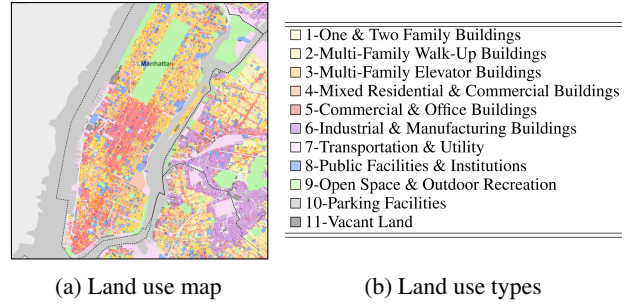 Manhattan
1-One & Two Family Buildings
2-Multi-Family Walk-Up Buildings
3-Multi-Family Elevator Buildings
4-Mixed Residential & Commercial Buildings
5-Commercial & Office Buildings
6-Industrial & Manufacturing Buildings
7-Transportation & Utility
8-Public Facilities & Institutions
9-Open Space & Outdoor Recreation
10-Parking Facilities
11-Vacant Land
(a) Land use map
(b) Land use types